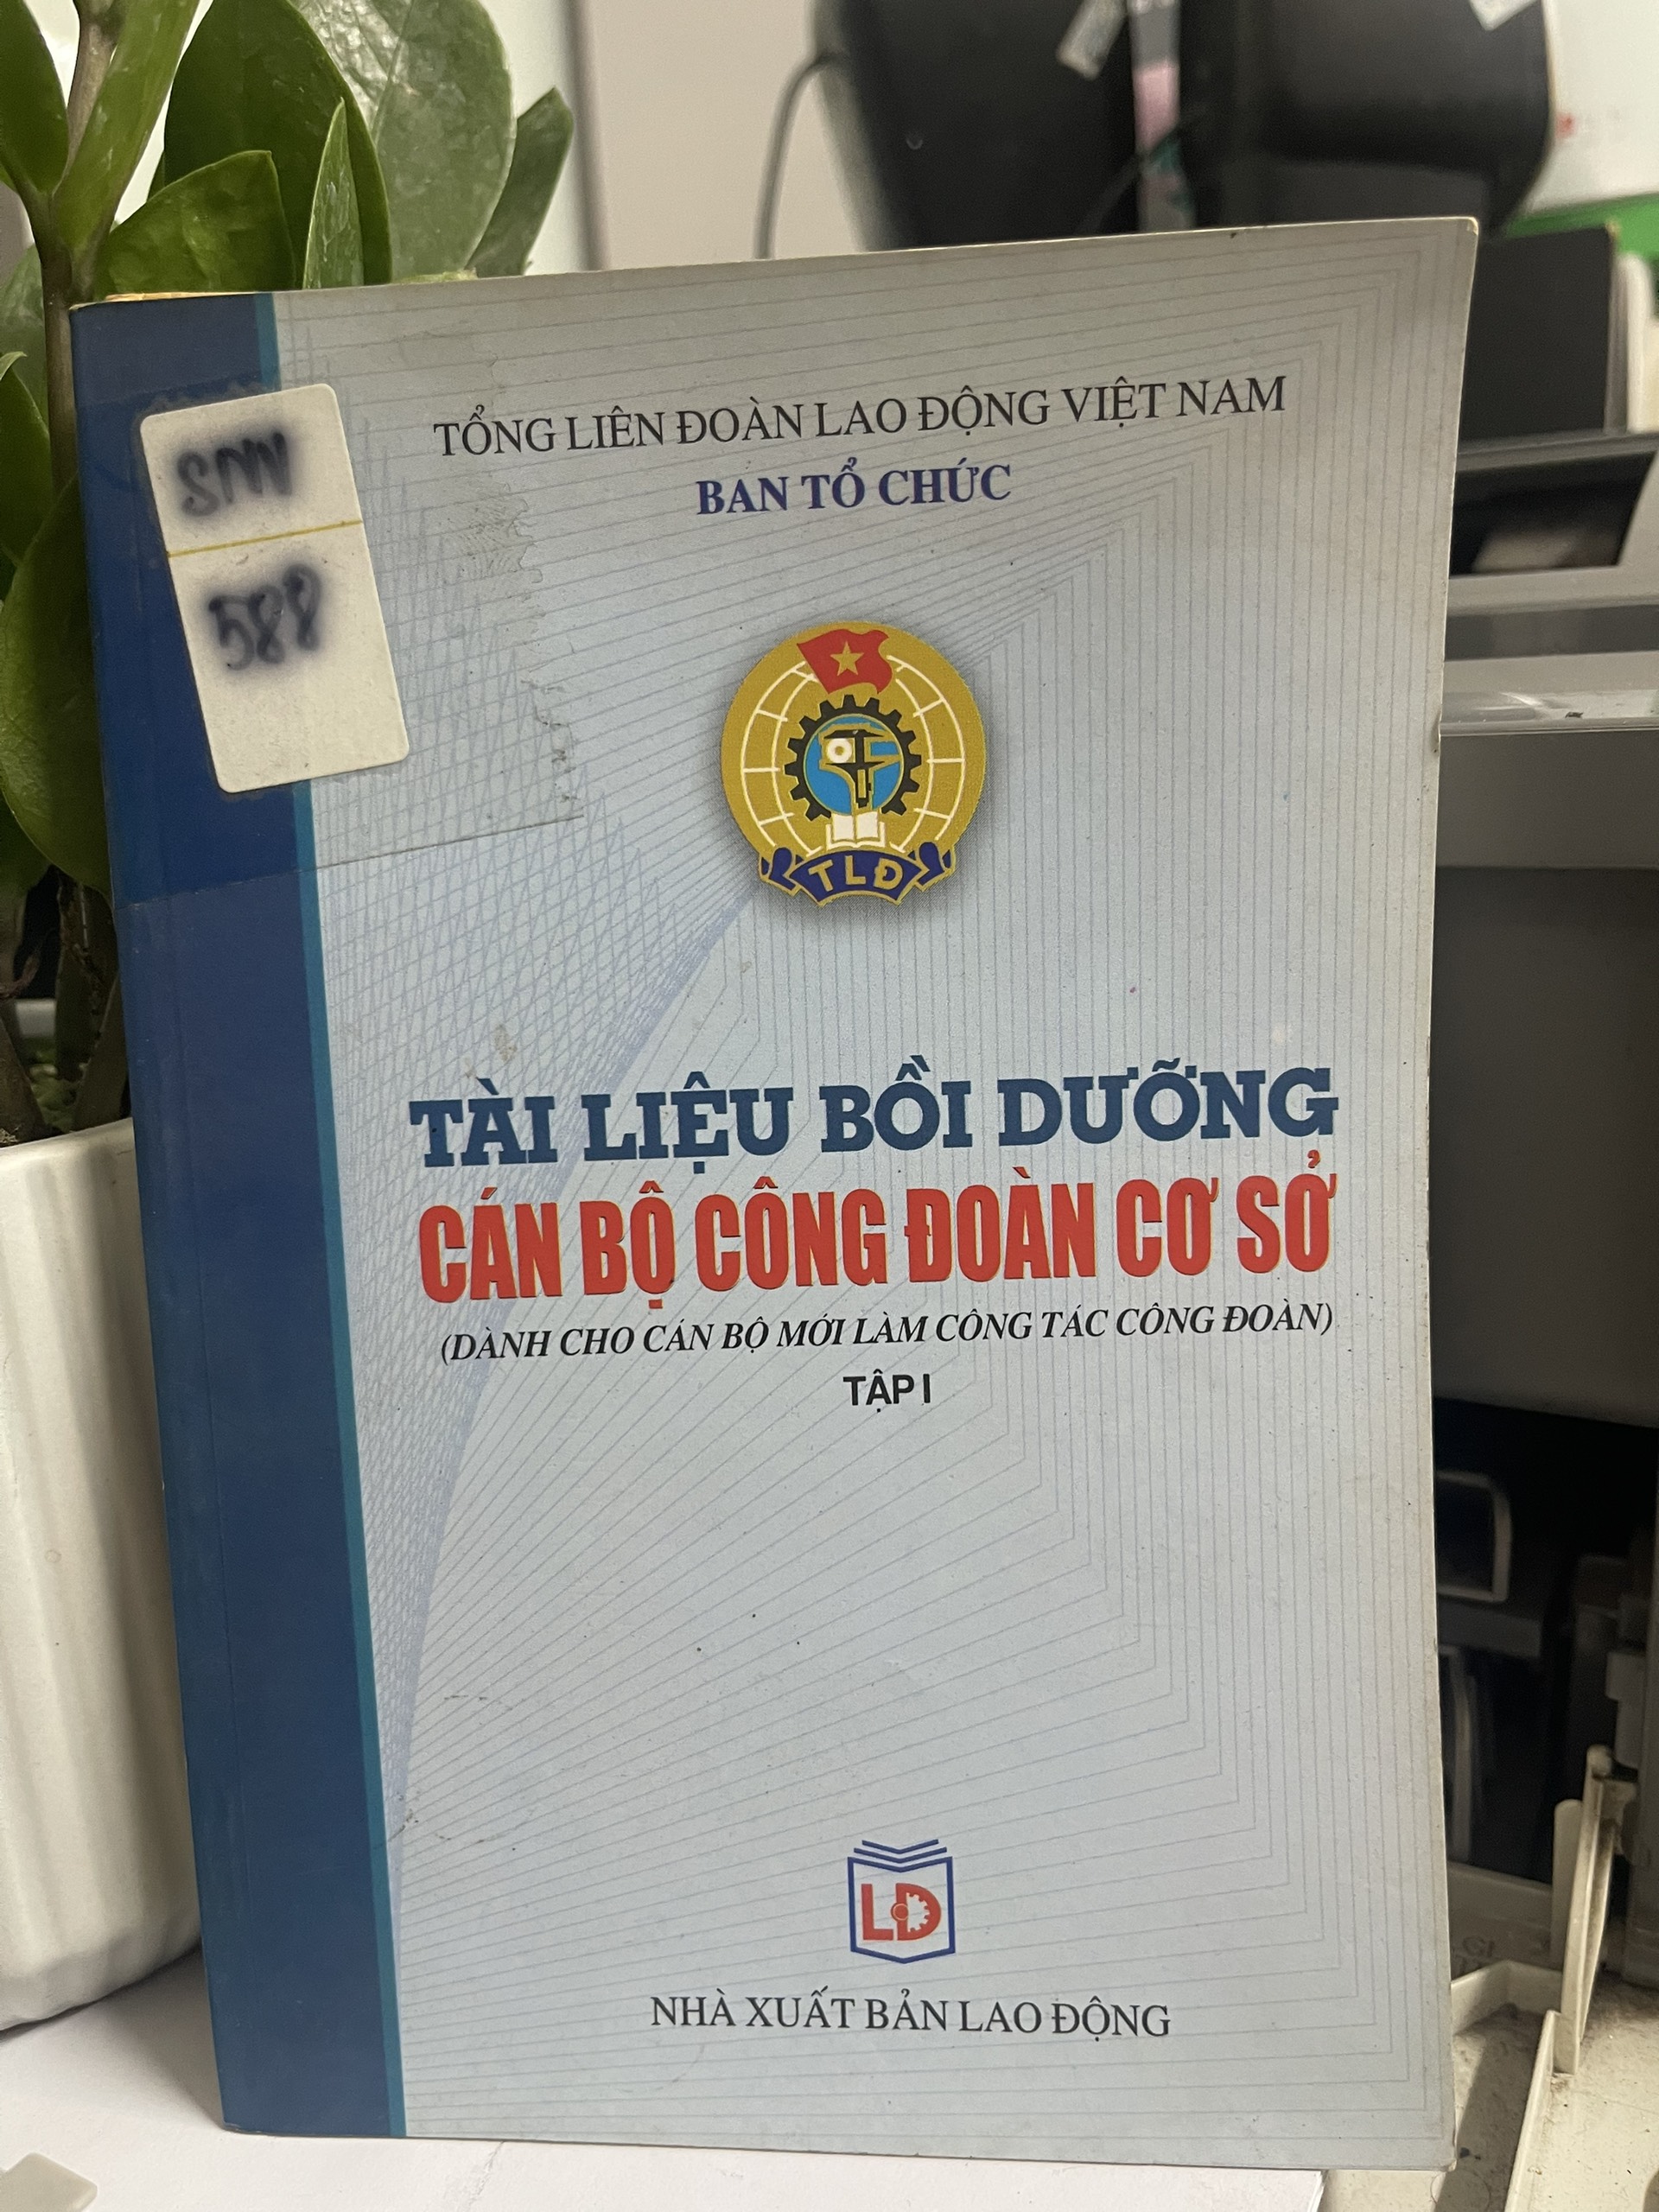 TỔNG LIÊN ĐOÀN LAO ĐỘNG VIỆT NAM
BAN TỔ CHỨC
SNV
588
TLĐ
TÀI LIỆU BỒI DƯỠNG
CÁN BỘ CÔNG ĐOÀN CƠ SỞ
(DÀNH CHO CÁN BỘ MỚI LÀM CÔNG TÁC CÔNG ĐOÀN)
TẬP I
LĐ
NHÀ XUẤT BẢN LAO ĐỘNG